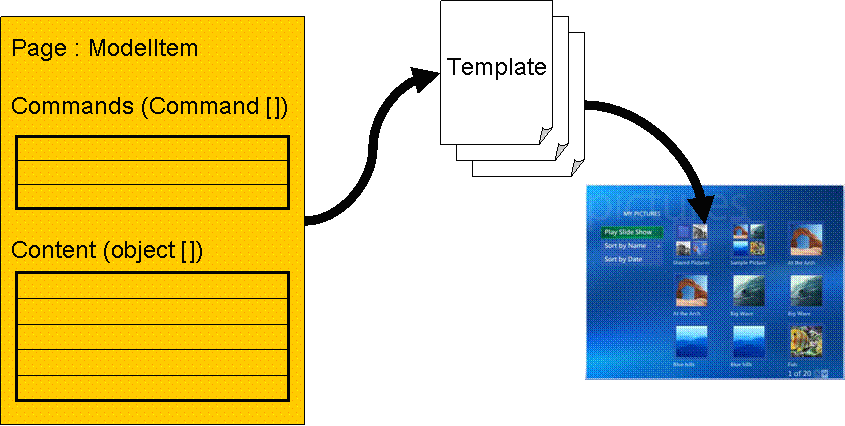 Page : ModelItem
Commands (Command [])
Content (object [])
Template
pictures
MY PICTURES
Play Slide Show
Sort by Name
Sort by Date
Shared Pictures
Sample Picture
At the Arch
At the Arch
Big Wave
Big Wave
Blue hills
Blue hills
Fish
1 of 20